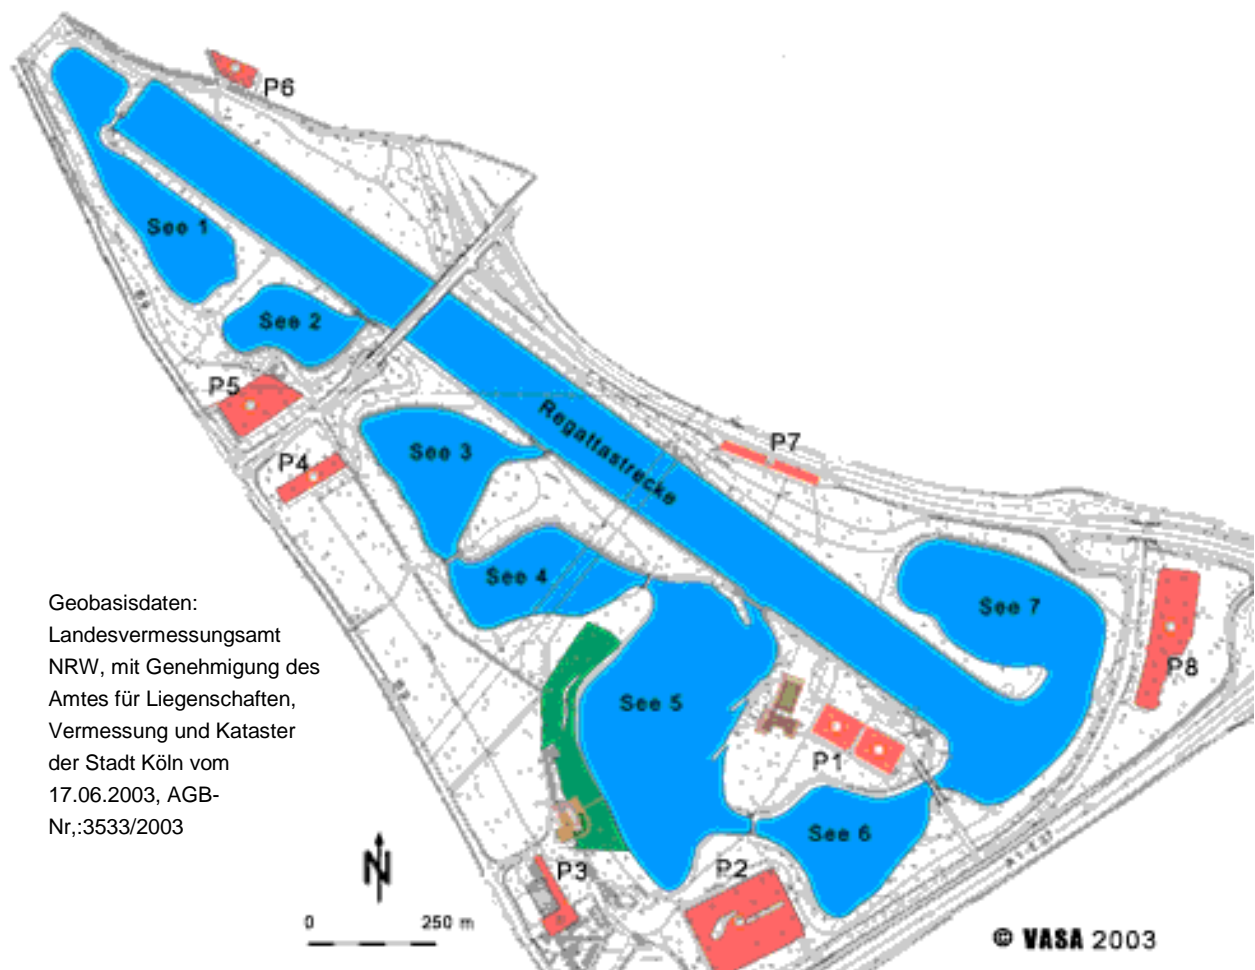 P6
See 1
See 2
P5
See 3
Regattastrecke
P7
P4
See 4
See 7
Geobasisdaten:
Landesvermessungsamt
NRW, mit Genehmigung des
Amtes für Liegenschaften,
Vermessung und Kataster
der Stadt Köln vom
17.06.2003, AGB-
Nr,:3533/2003
P8
See 5
P1
See 6
P3
P2
N
0 250 m
© VASA 2003